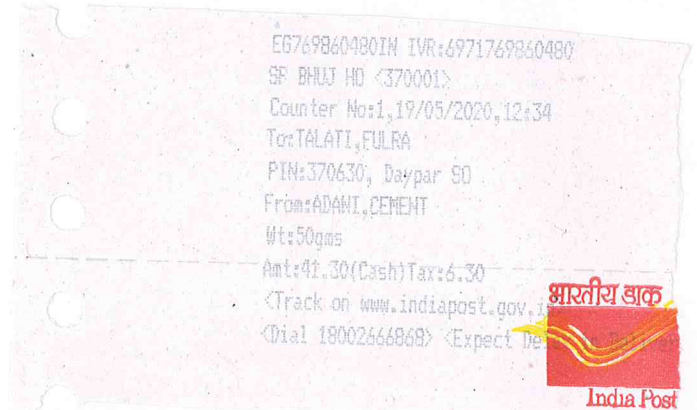 EG769860480IN IVR:6971769860480
SP BHUJ HO <370001>
Counter No:1,19/05/2020,12:34
To:TALATI,FULRA
PIN:370630, Daypar SO
From:ADANI,CEMENT
Wt:50gms
Amt:41.30(Cash)Tax:6.30
<Track on www.indiapost.gov.in
<Dial 18002666868> <Expect
भारतीय डाक
India Post